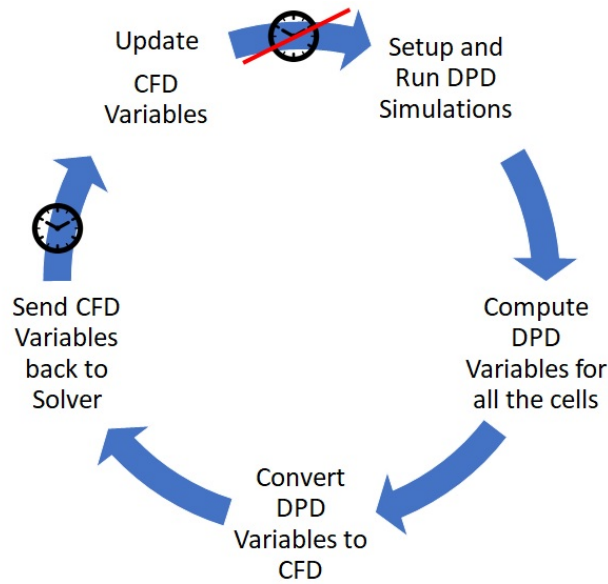 Update
CFD
Variables
Setup and
Run DPD
Simulations
Compute
DPD
Variables for
all the cells
Convert
DPD
Variables to
CFD
Send CFD
Variables
back to
Solver